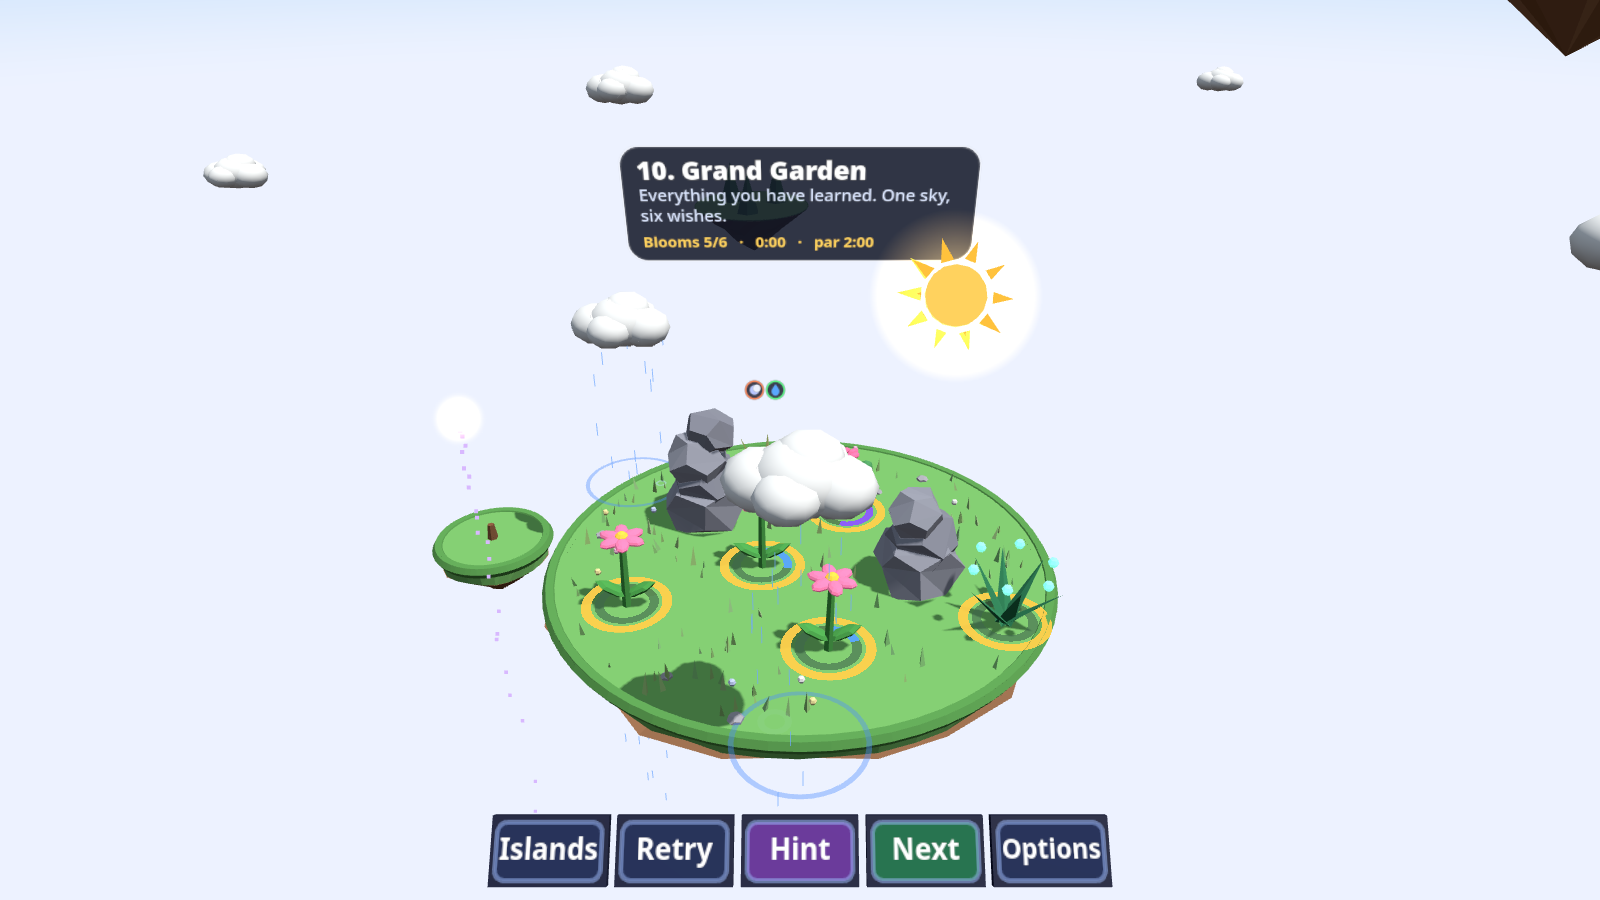 10. Grand Garden
Everything you have learned. One sky,
six wishes.
Blooms 5/6 · 0:00 · par 2:00
Islands
Retry
Hint
Next
Options